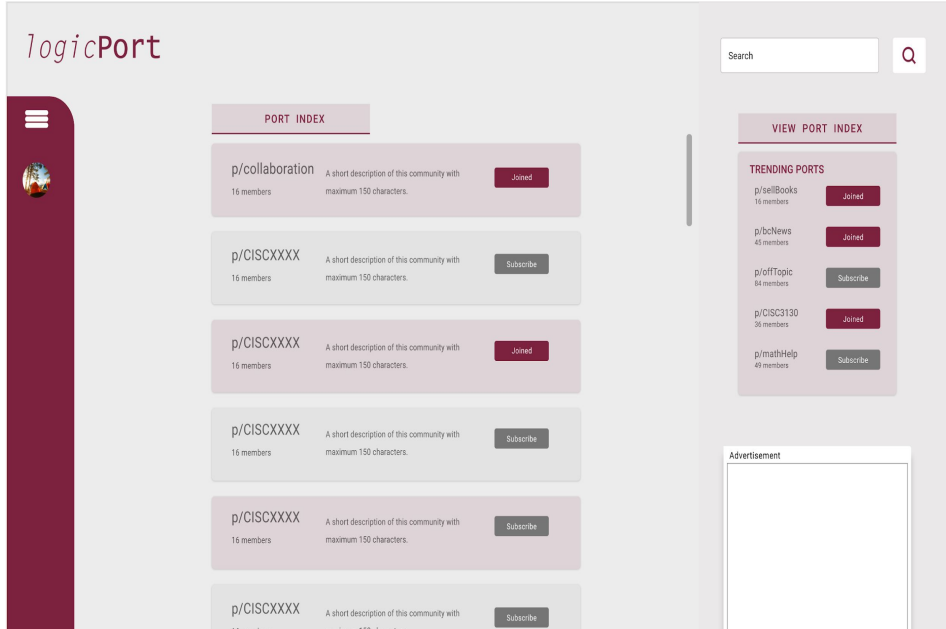 logicPort
Search
PORT INDEX
p/collaboration
16 members
A short description of this community with
maximum 150 characters.
Joined
p/CISCXXXX
16 members
A short description of this community with
maximum 150 characters.
Subscribe
p/CISCXXXX
16 members
A short description of this community with
maximum 150 characters.
Joined
p/CISCXXXX
16 members
A short description of this community with
maximum 150 characters.
Subscribe
p/CISCXXXX
16 members
A short description of this community with
maximum 150 characters.
Subscribe
p/CISCXXXX
A short description of this community with
Subscribe
VIEW PORT INDEX
TRENDING PORTS
p/sellBooks
16 members
Joined
p/bcNews
45 members
Joined
p/offTopic
84 members
Subscribe
p/CISC3130
36 members
Joined
p/mathHelp
49 members
Subscribe
Advertisement